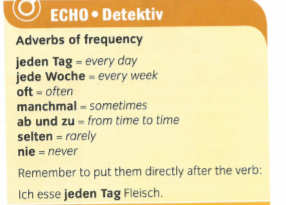 ECHO • Detektiv
Adverbs of frequency
jeden Tag = every day
jede Woche = every week
oft = often
manchmal = sometimes
ab und zu = from time to time
selten = rarely
nie = never
Remember to put them directly after the verb:
Ich esse jeden Tag Fleisch.